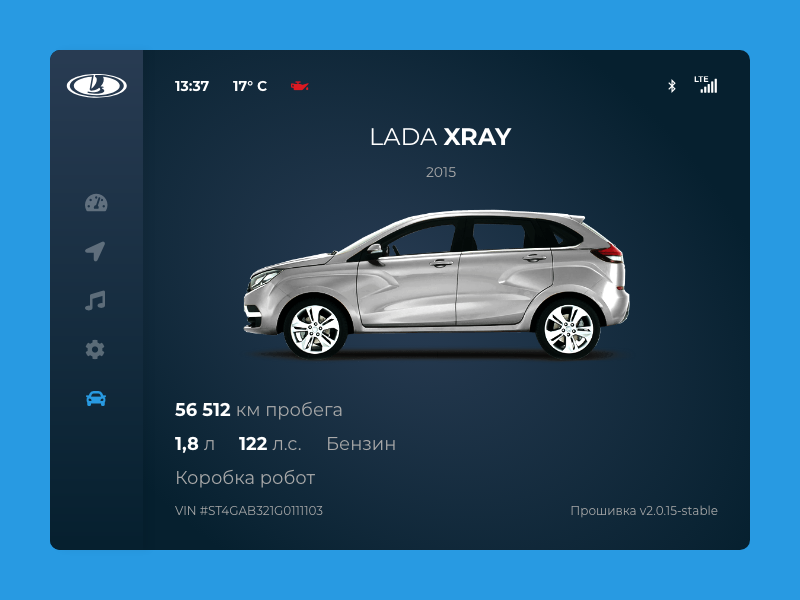 13:37 17° C
LTE
LADA XRAY
2015
56 512 км пробега
1,8 л 122 л.с. Бензин
Коробка робот
VIN #ST4GAB321G0111103
Прошивка v2.0.15-stable